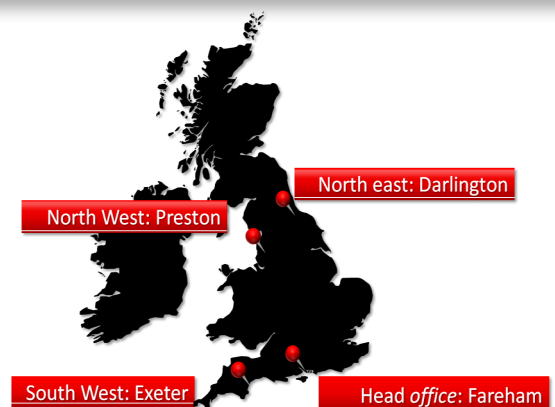 North east: Darlington
North West: Preston
South West: Exeter
Head office: Fareham